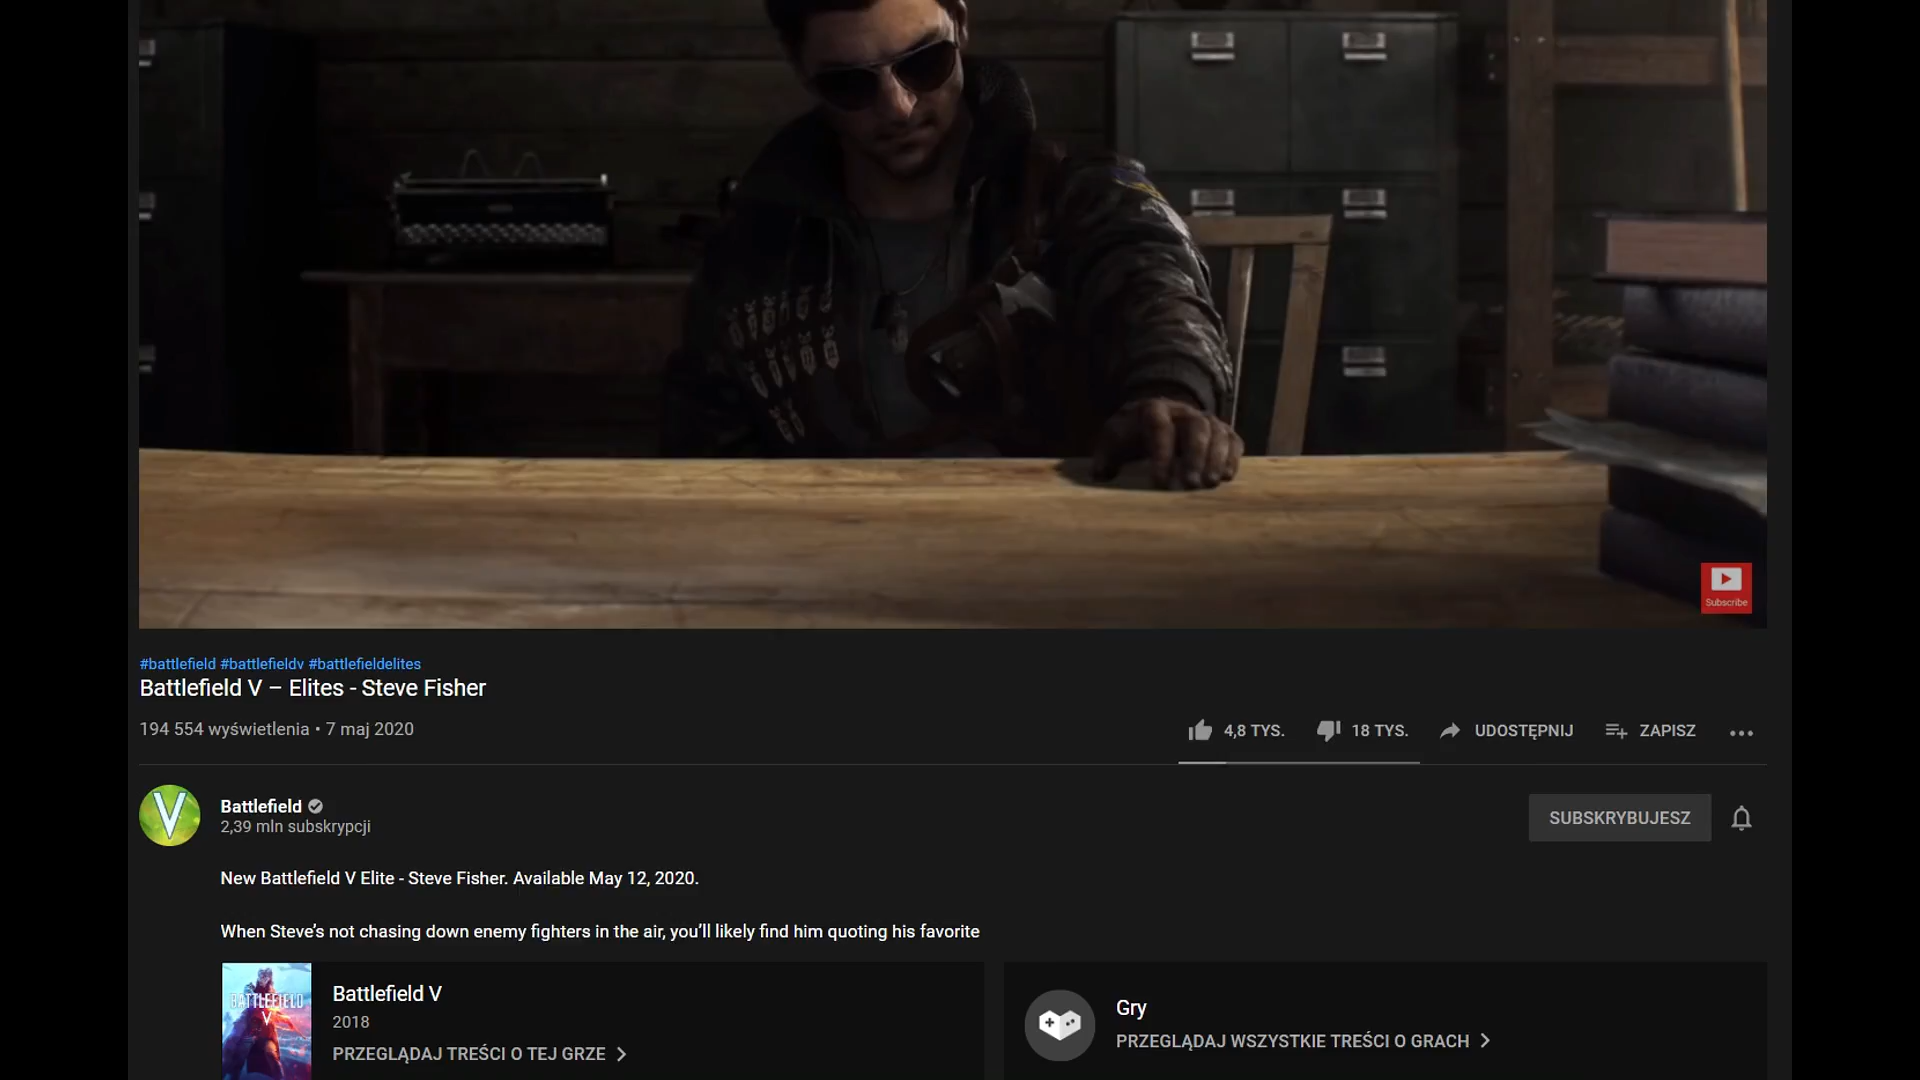 Subscribe
#battlefield #battlefieldv #battlefieldelites
Battlefield V – Elites - Steve Fisher
194 554 wyświetlenia • 7 maj 2020
4,8 TYS.
18 TYS.
UDOSTĘPNIJ
ZAPISZ
Battlefield
2,39 mln subskrypcji
SUBSKRYBUJESZ
New Battlefield V Elite - Steve Fisher. Available May 12, 2020.
When Steve’s not chasing down enemy fighters in the air, you’ll likely find him quoting his favorite
BATTLEFIELD
V
Battlefield V
2018
PRZEGLĄDAJ TREŚCI O TEJ GRZE
Gry
PRZEGLĄDAJ WSZYSTKIE TREŚCI O GRACH